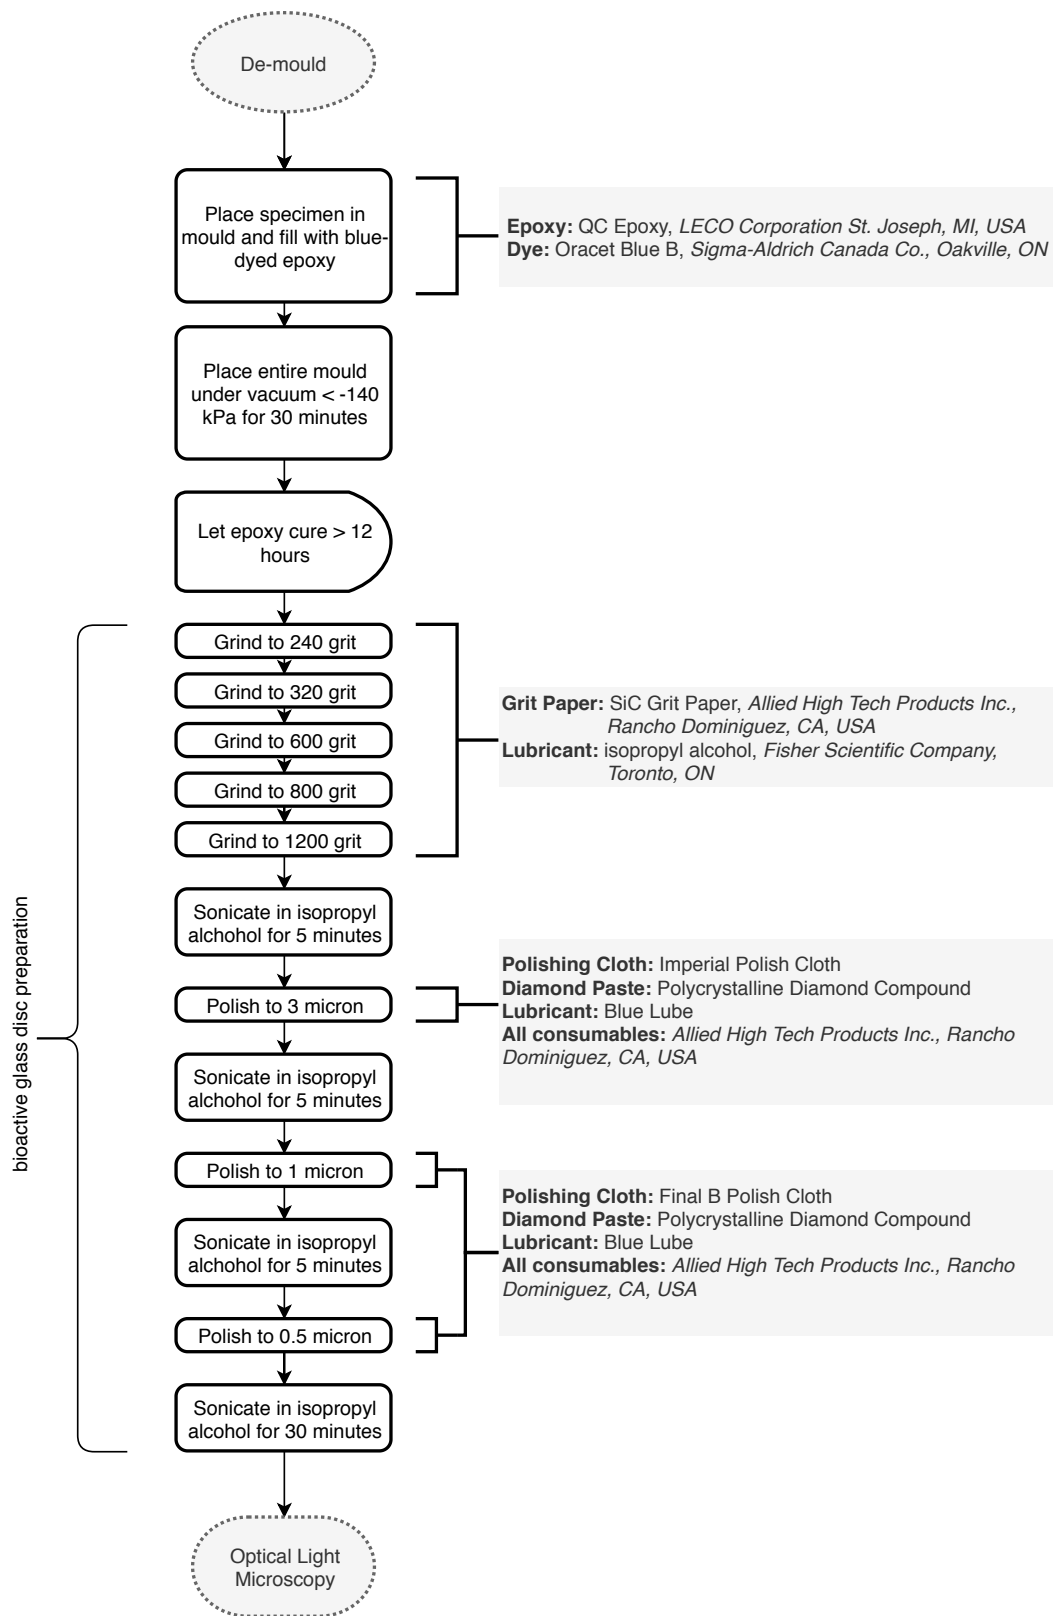 De-mould
Place specimen in
mould and fill with blue-
dyed epoxy
Epoxy: QC Epoxy, LECO Corporation St. Joseph, MI, USA
Dye: Oracet Blue B, Sigma-Aldrich Canada Co., Oakville, ON
Place entire mould
under vacuum < -140
kPa for 30 minutes
Let epoxy cure > 12
hours
bioactive glass disc preparation
Grind to 240 grit
Grind to 320 grit
Grind to 600 grit
Grind to 800 grit
Grind to 1200 grit
Grit Paper: SiC Grit Paper, Allied High Tech Products Inc.,
Rancho Dominiguez, CA, USA
Lubricant: isopropyl alcohol, Fisher Scientific Company,
Toronto, ON
Sonicate in isopropyl
alchohol for 5 minutes
Polish to 3 micron
Polishing Cloth: Imperial Polish Cloth
Diamond Paste: Polycrystalline Diamond Compound
Lubricant: Blue Lube
All consumables: Allied High Tech Products Inc., Rancho
Dominiguez, CA, USA
Sonicate in isopropyl
alchohol for 5 minutes
Polish to 1 micron
Sonicate in isopropyl
alchohol for 5 minutes
Polish to 0.5 micron
Polishing Cloth: Final B Polish Cloth
Diamond Paste: Polycrystalline Diamond Compound
Lubricant: Blue Lube
All consumables: Allied High Tech Products Inc., Rancho
Dominiguez, CA, USA
Sonicate in isopropyl
alcohol for 30 minutes
Optical Light
Microscopy